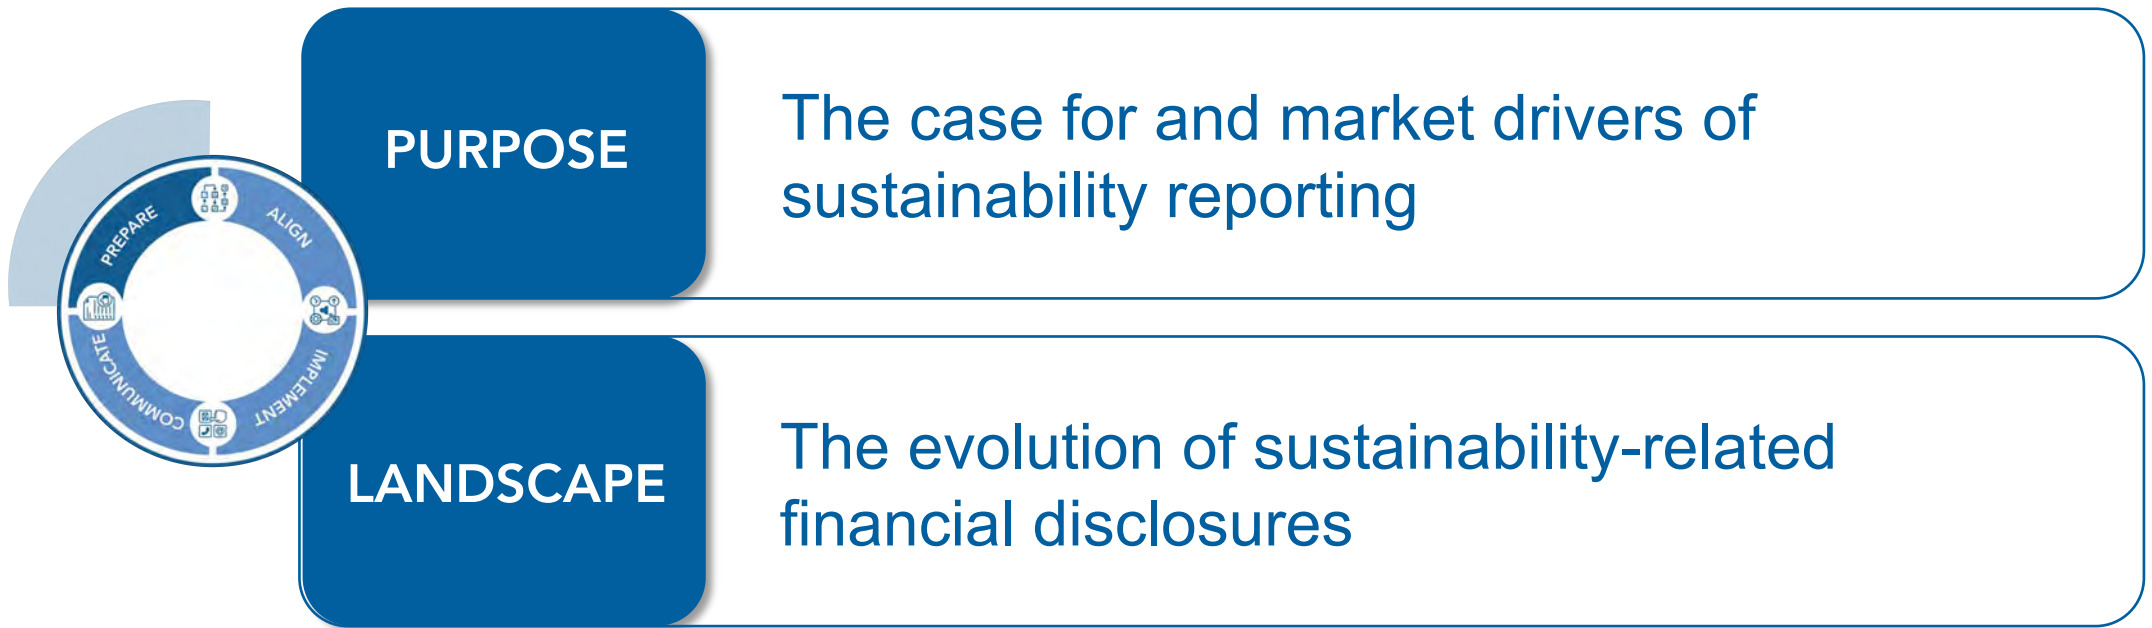 PURPOSE
The case for and market drivers of
sustainability reporting
PREPARE
ALIGN
IMPLEMENT
COMMUNICATE
LANDSCAPE
The evolution of sustainability-related
financial disclosures